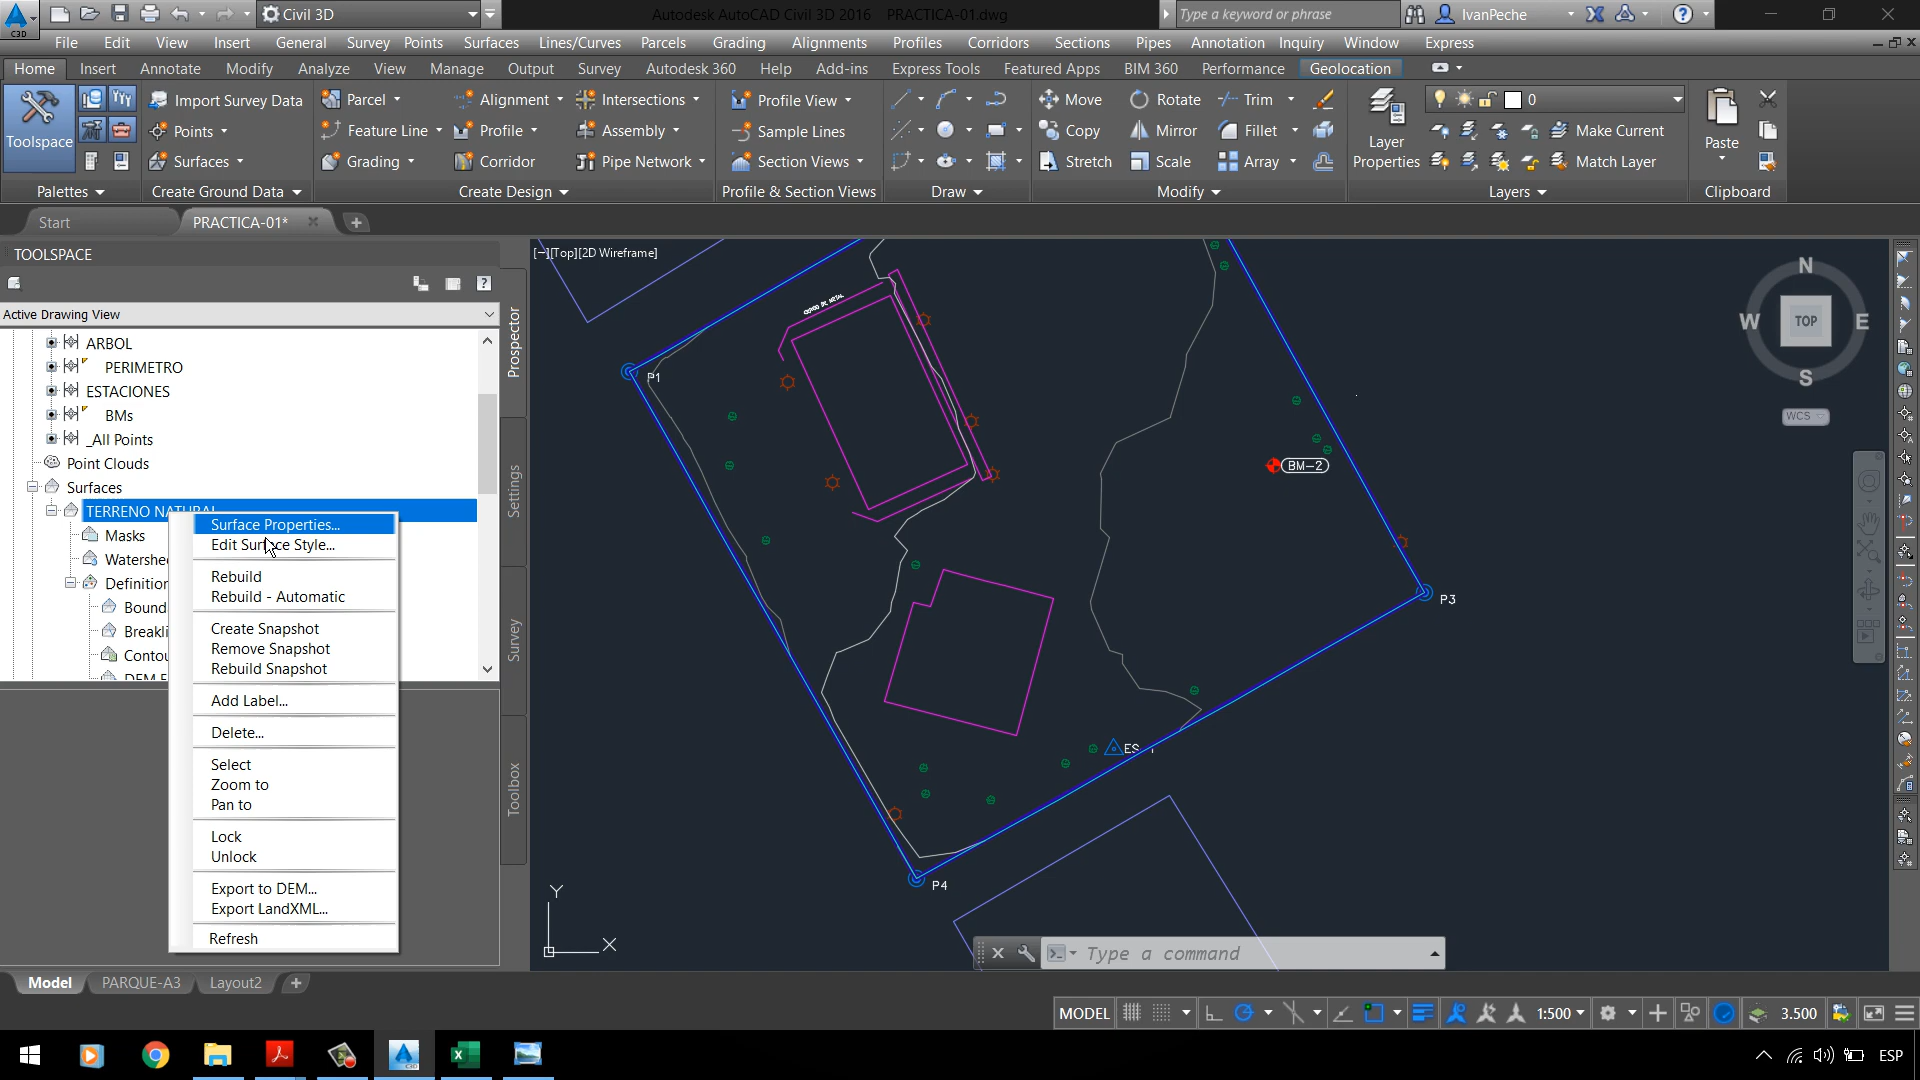 C3D
Civil 3D
Autodesk AutoCAD Civil 3D 2016 PRACTICA-01.dwg
Type a keyword or phrase
IvanPeche
File Edit View Insert General Survey Points Surfaces Lines/Curves Parcels Grading Alignments Profiles Corridors Sections Pipes Annotation Inquiry Window Express
Home Insert Annotate Modify Analyze View Manage Output Survey Autodesk 360 Help Add-ins Express Tools Featured Apps BIM 360 Performance Geolocation
Import Survey Data Parcel Alignment Intersections Profile View Move Rotate Trim 0
Points Feature Line Profile Assembly Sample Lines Copy Mirror Fillet Make Current
Toolspace Layer Properties Paste
Surfaces Grading Corridor Pipe Network Section Views Stretch Scale Array Match Layer
Palettes Create Ground Data Create Design Profile & Section Views Draw Modify Layers Clipboard
Start PRACTICA-01*
TOOLSPACE
Active Drawing View
ARBOL
PERIMETRO
ESTACIONES
BMs
_All Points
Point Clouds
Surfaces
TERRENO NATURAL
Masks
Watershe
Definition
Bound
Breakli
Contou
DEM F
Surface Properties...
Edit Surface Style...
Rebuild
Rebuild - Automatic
Create Snapshot
Remove Snapshot
Rebuild Snapshot
Add Label...
Delete...
Select
Zoom to
Pan to
Lock
Unlock
Export to DEM...
Export LandXML...
Refresh
Prospector
Settings
Survey
Toolbox
[−][Top][2D Wireframe]
P1
BM-2
P3
P4
N
W TOP E
S
WCS
Y
X
Type a command
Model PARQUE-A3 Layout2
MODEL 1:500 3.500
ESP